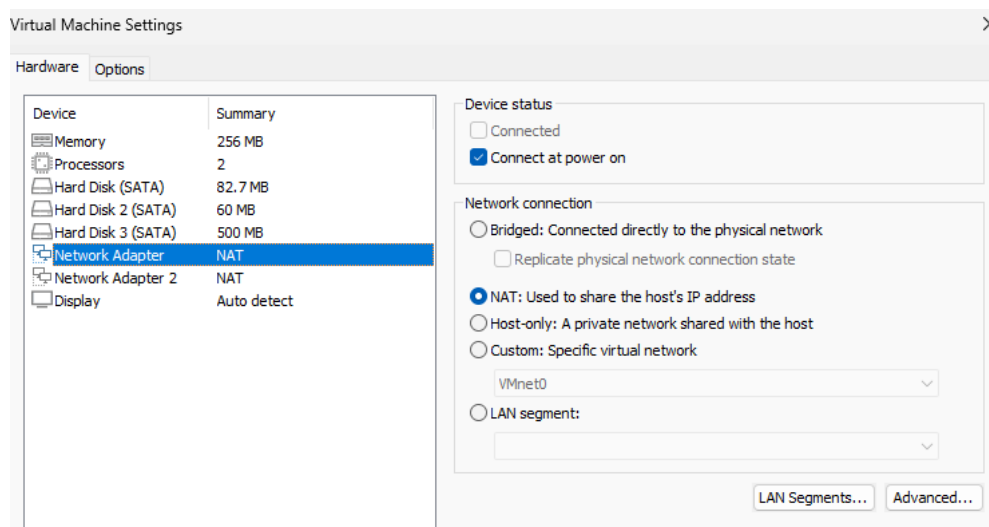 Virtual Machine Settings
Hardware Options
Device Summary
Memory 256 MB
Processors 2
Hard Disk (SATA) 82.7 MB
Hard Disk 2 (SATA) 60 MB
Hard Disk 3 (SATA) 500 MB
Network Adapter NAT
Network Adapter 2 NAT
Display Auto detect
Device status
Connected
Connect at power on
Network connection
Bridged: Connected directly to the physical network
Replicate physical network connection state
NAT: Used to share the host's IP address
Host-only: A private network shared with the host
Custom: Specific virtual network
VMnet0
LAN segment:
LAN Segments... Advanced...